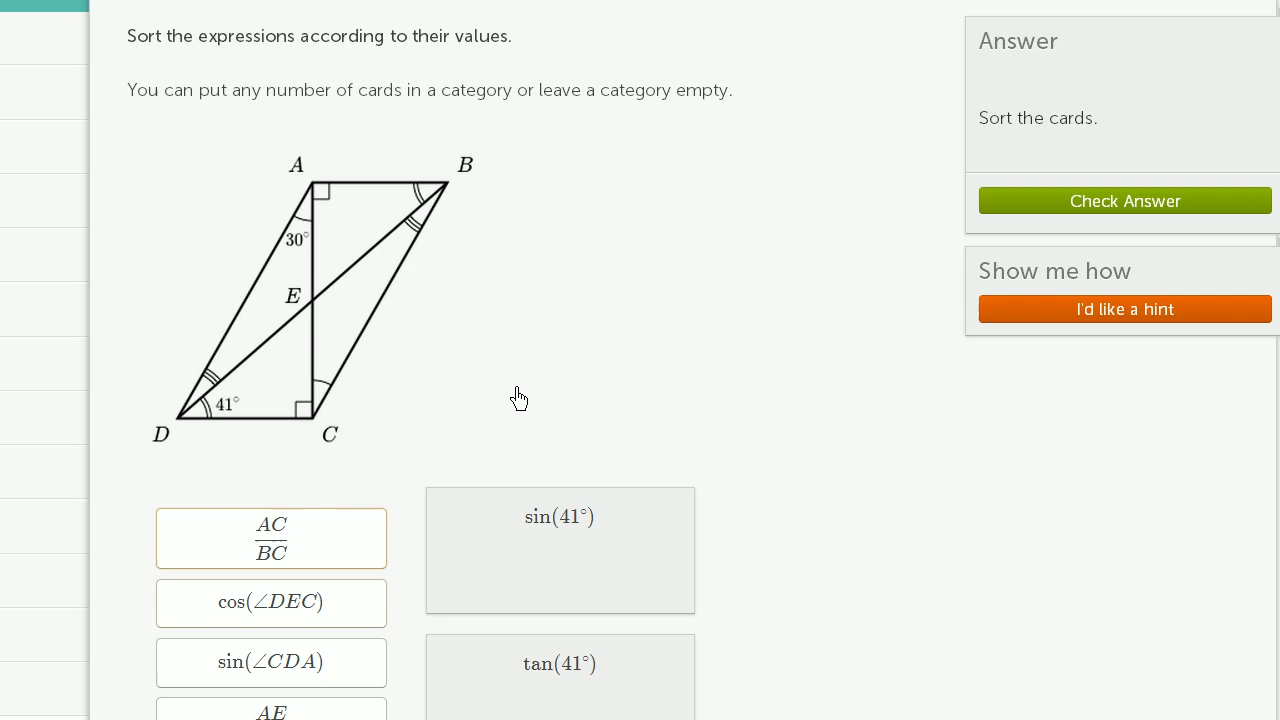 Sort the expressions according to their values.
You can put any number of cards in a category or leave a category empty.
A
B
30°
E
41°
D
C
AC
BC
cos(∠DEC)
sin(∠CDA)
AE
sin(41°)
tan(41°)
Answer
Sort the cards.
Check Answer
Show me how
I'd like a hint